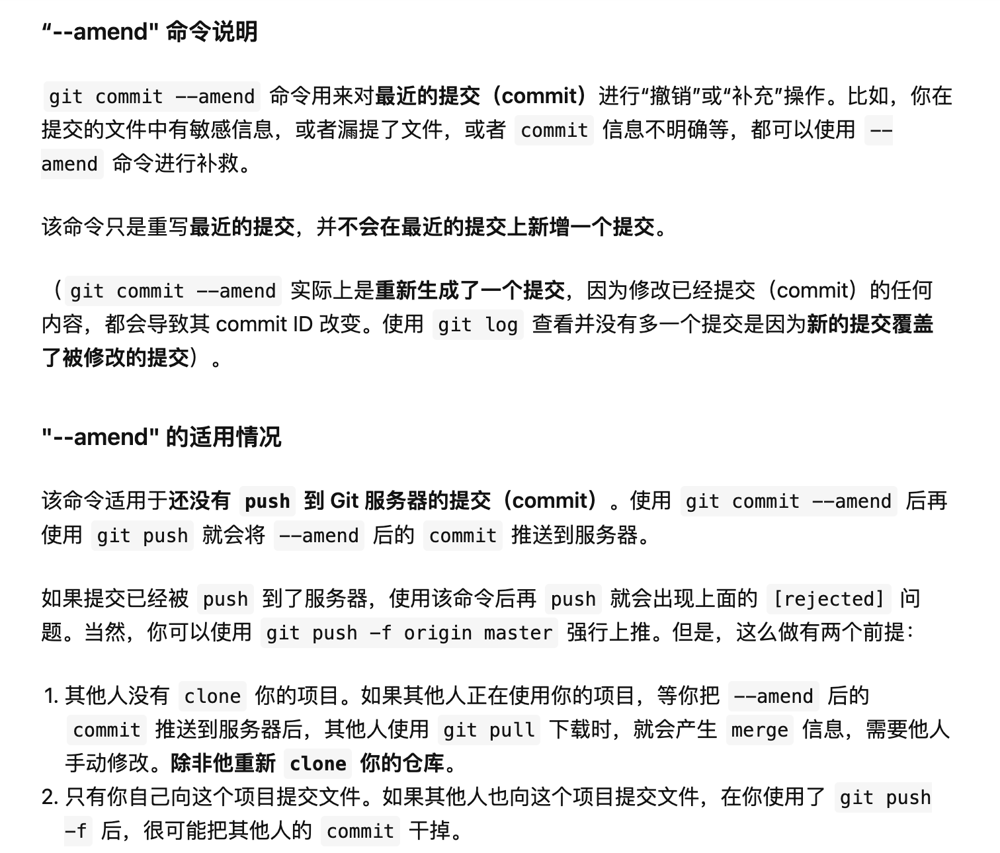 “--amend" 命令说明
git commit --amend 命令用来对最近的提交（commit）进行“撤销”或“补充”操作。比如，你在
提交的文件中有敏感信息，或者漏提了文件，或者 commit 信息不明确等，都可以使用 --
amend 命令进行补救。
该命令只是重写最近的提交，并不会在最近的提交上新增一个提交。
（git commit --amend 实际上是重新生成了一个提交，因为修改已经提交（commit）的任何
内容，都会导致其 commit ID 改变。使用 git log 查看并没有多一个提交是因为新的提交覆盖
了被修改的提交）。
"--amend" 的适用情况
该命令适用于还没有 push 到 Git 服务器的提交（commit）。使用 git commit --amend 后再
使用 git push 就会将 --amend 后的 commit 推送到服务器。
如果提交已经被 push 到了服务器，使用该命令后再 push 就会出现上面的 [rejected] 问
题。当然，你可以使用 git push -f origin master 强行上推。但是，这么做有两个前提：
1. 其他人没有 clone 你的项目。如果其他人正在使用你的项目，等你把 --amend 后的
commit 推送到服务器后，其他人使用 git pull 下载时，就会产生 merge 信息，需要他人
手动修改。除非他重新 clone 你的仓库。
2. 只有你自己向这个项目提交文件。如果其他人也向这个项目提交文件，在你使用了 git push
-f 后，很可能把其他人的 commit 干掉。